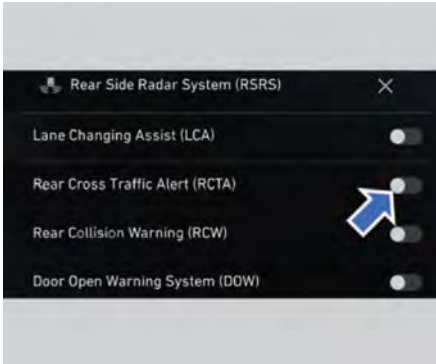 Rear Side Radar System (RSRS)
Lane Changing Assist (LCA)
Rear Cross Traffic Alert (RCTA)
Rear Collision Warning (RCW)
Door Open Warning System (DOW)